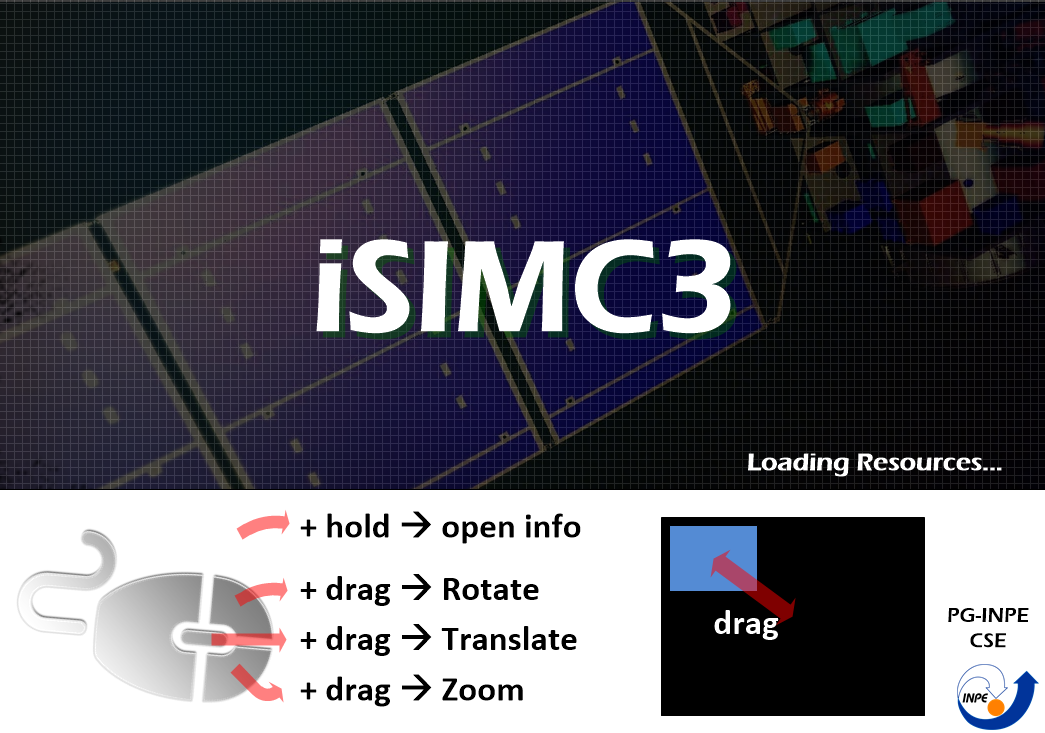 iSIMC3
Loading Resources...
+ hold → open info
+ drag → Rotate
+ drag → Translate
+ drag → Zoom
drag
PG-INPE
CSE
INPE